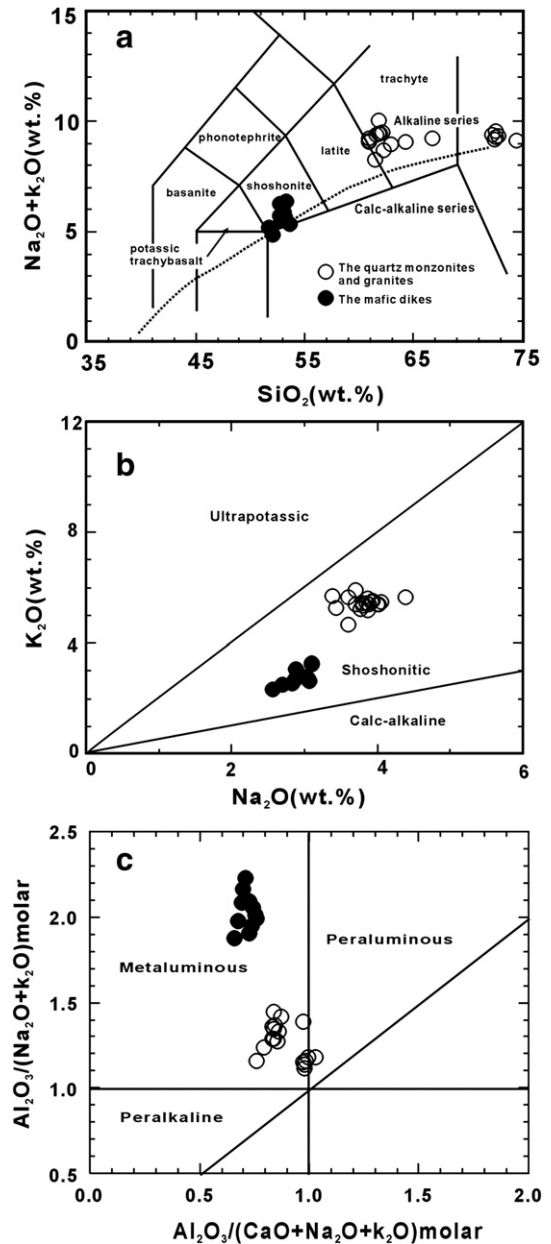 a
15
10
5
0
Na₂O+k₂O(wt.%)
trachyte
Alkaline series
phonotephrite
latite
basanite
shoshonite
Calc-alkaline series
potassic
trachybasalt
The quartz monzonites
and granites
The mafic dikes
35 45 55 65 75
SiO₂(wt.%)
b
12
9
6
3
0
K₂O(wt.%)
Ultrapotassic
Shoshonitic
Calc-alkaline
0 2 4 6
Na₂O(wt.%)
c
2.5
2.0
1.5
1.0
0.5
Al₂O₃/(Na₂O+k₂O)molar
Peraluminous
Metaluminous
Peralkaline
0.0 0.5 1.0 1.5 2.0
Al₂O₃/(CaO+Na₂O+k₂O)molar